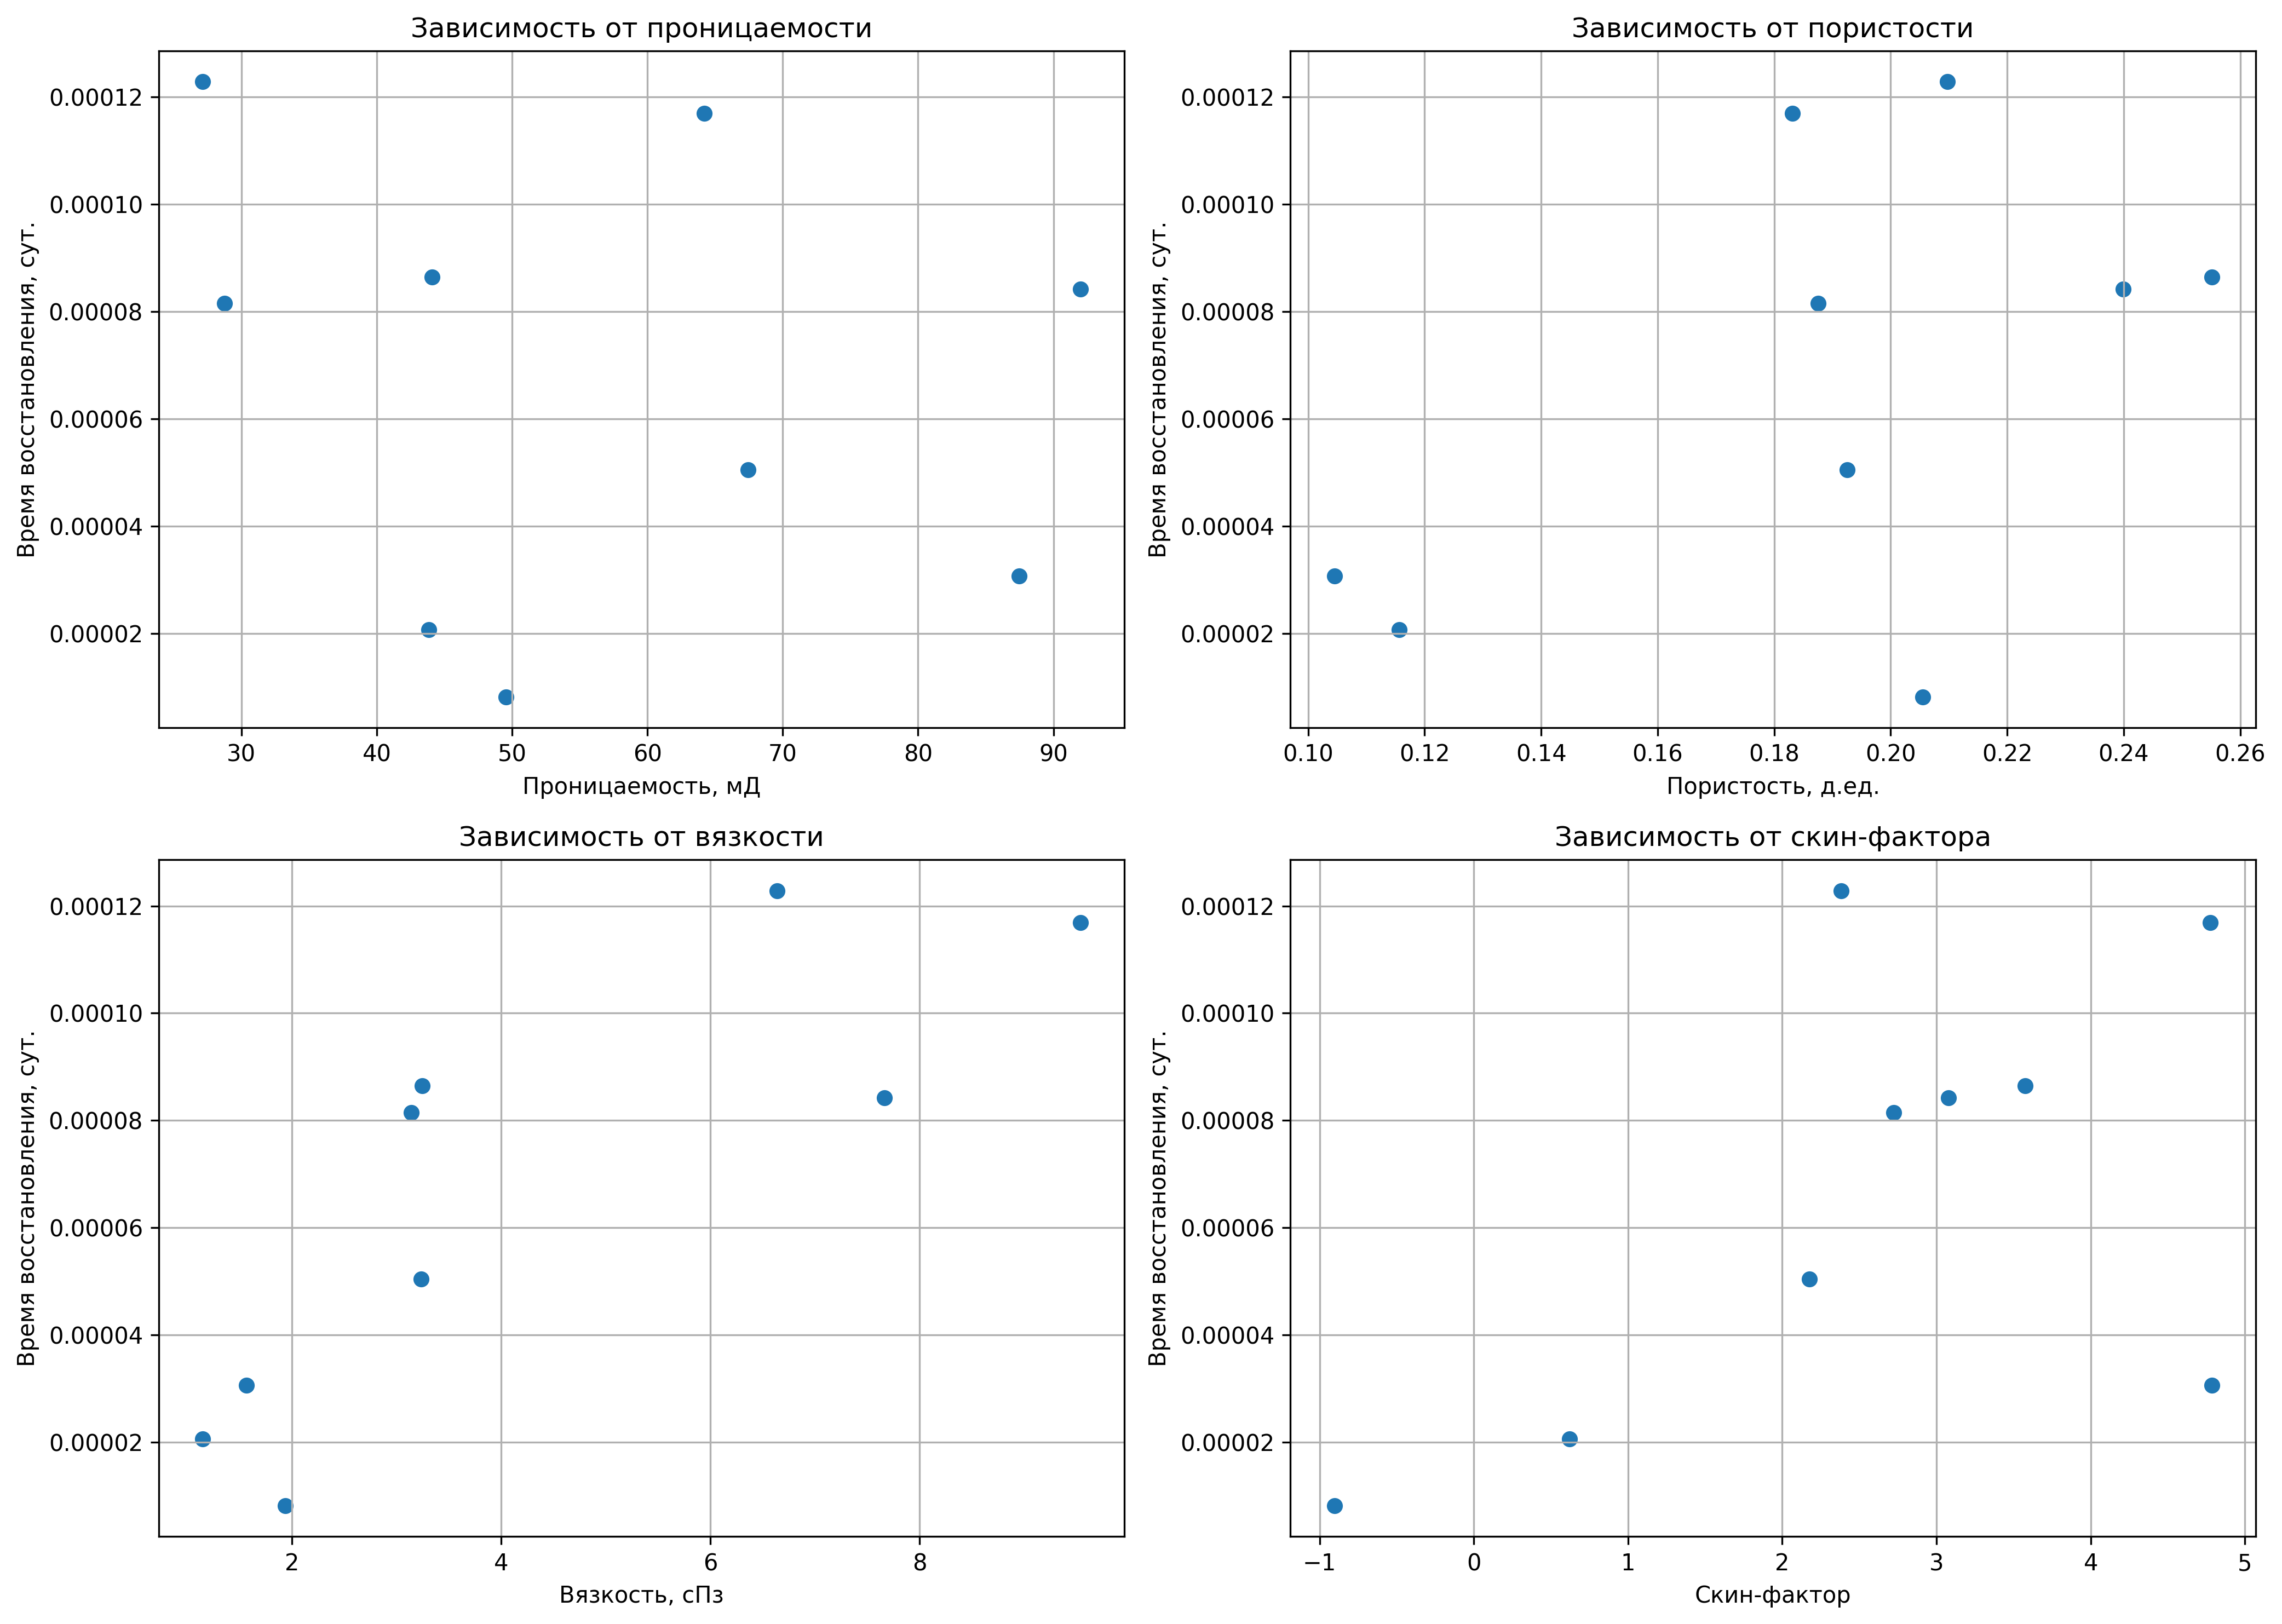 Зависимость от проницаемости
Время восстановления, сут.
0.00012
0.00010
0.00008
0.00006
0.00004
0.00002
30 40 50 60 70 80 90
Проницаемость, мД
Зависимость от пористости
Время восстановления, сут.
0.00012
0.00010
0.00008
0.00006
0.00004
0.00002
0.10 0.12 0.14 0.16 0.18 0.20 0.22 0.24 0.26
Пористость, д.ед.
Зависимость от вязкости
Время восстановления, сут.
0.00012
0.00010
0.00008
0.00006
0.00004
0.00002
2 4 6 8
Вязкость, сПз
Зависимость от скин-фактора
Время восстановления, сут.
0.00012
0.00010
0.00008
0.00006
0.00004
0.00002
−1 0 1 2 3 4 5
Скин-фактор